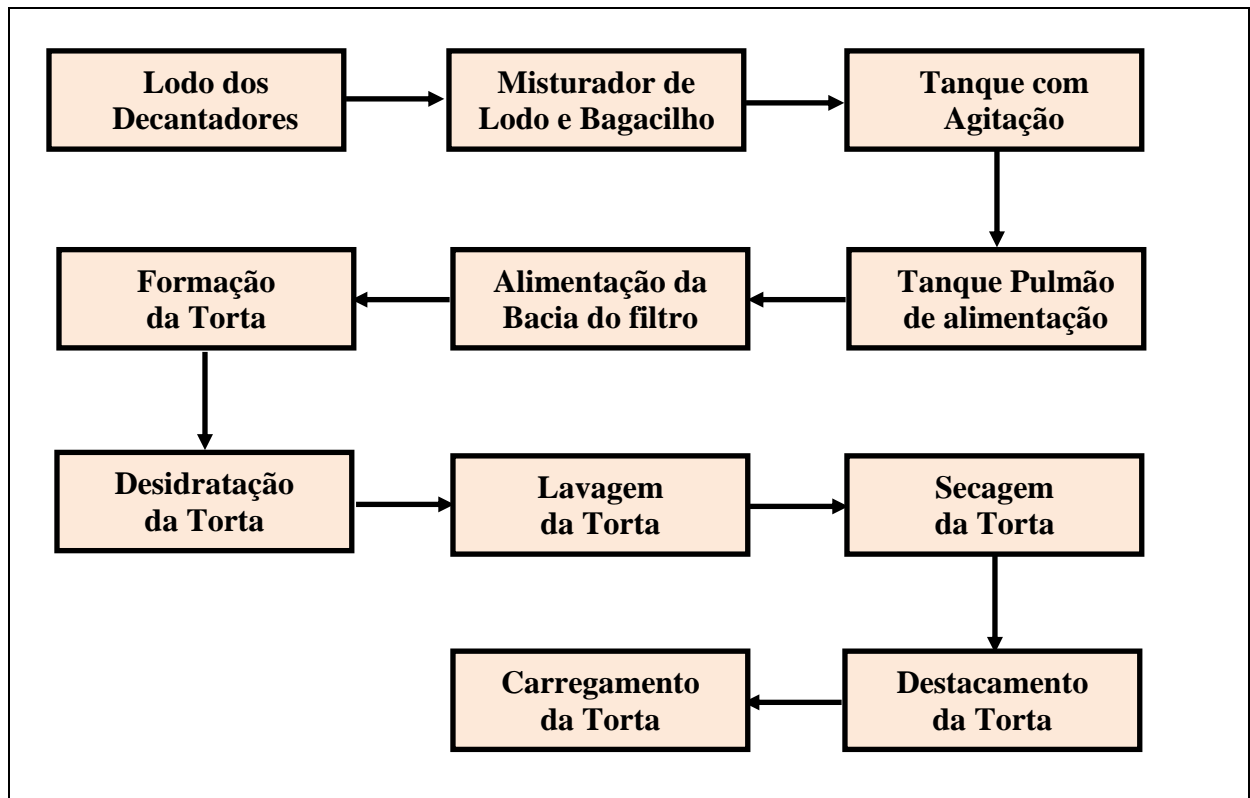 Lodo dos
Decantadores
Misturador de
Lodo e Bagacilho
Tanque com
Agitação
Tanque Pulmão
de alimentação
Alimentação da
Bacia do filtro
Formação
da Torta
Desidratação
da Torta
Lavagem
da Torta
Secagem
da Torta
Destacamento
da Torta
Carregamento
da Torta